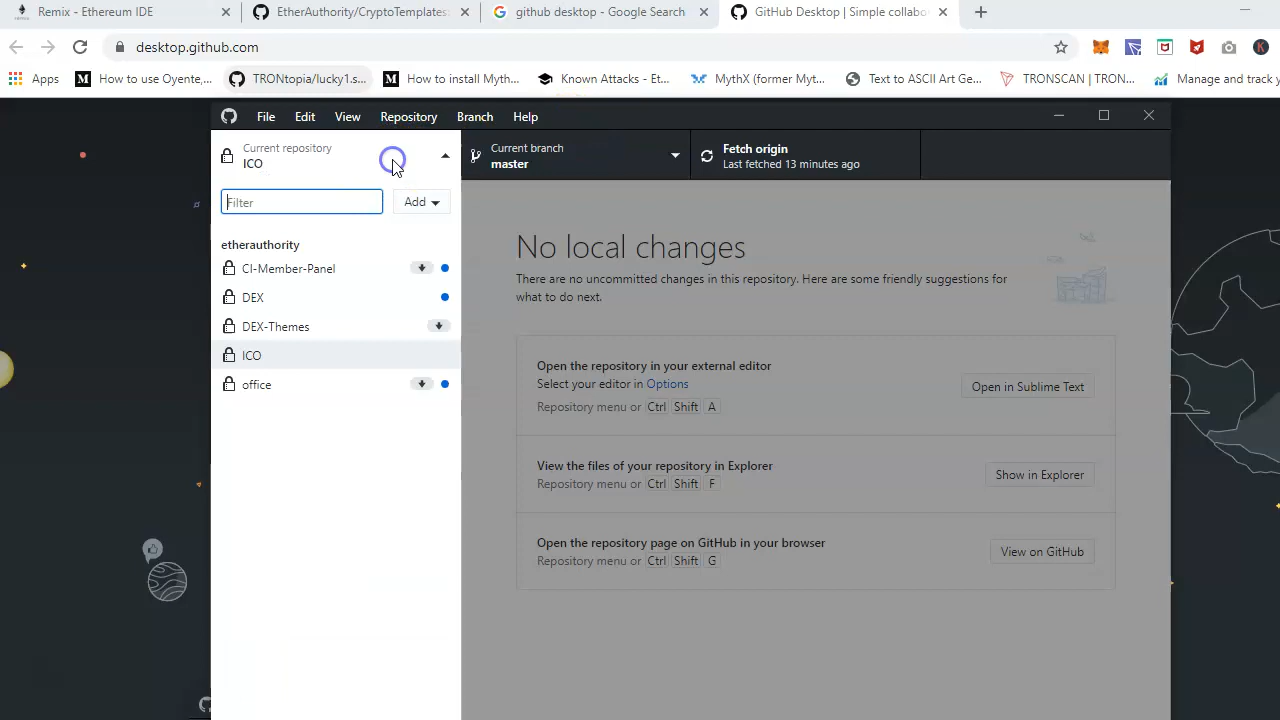 Remix - Ethereum IDE
EtherAuthority/CryptoTemplates:
github desktop - Google Search
GitHub Desktop | Simple collabo
desktop.github.com
Apps
How to use Oyente,...
TRONtopia/lucky1.s...
How to install Myth...
Known Attacks - Et...
MythX (former Myt...
Text to ASCII Art Ge...
TRONSCAN | TRON...
Manage and track y
K
File
Edit
View
Repository
Branch
Help
Current repository
ICO
Current branch
master
Fetch origin
Last fetched 13 minutes ago
Filter
Add
etherauthority
CI-Member-Panel
DEX
DEX-Themes
ICO
office
No local changes
There are no uncommitted changes in this repository. Here are some friendly suggestions for
what to do next.
Open the repository in your external editor
Select your editor in Options
Repository menu or Ctrl Shift A
Open in Sublime Text
View the files of your repository in Explorer
Repository menu or Ctrl Shift F
Show in Explorer
Open the repository page on GitHub in your browser
Repository menu or Ctrl Shift G
View on GitHub